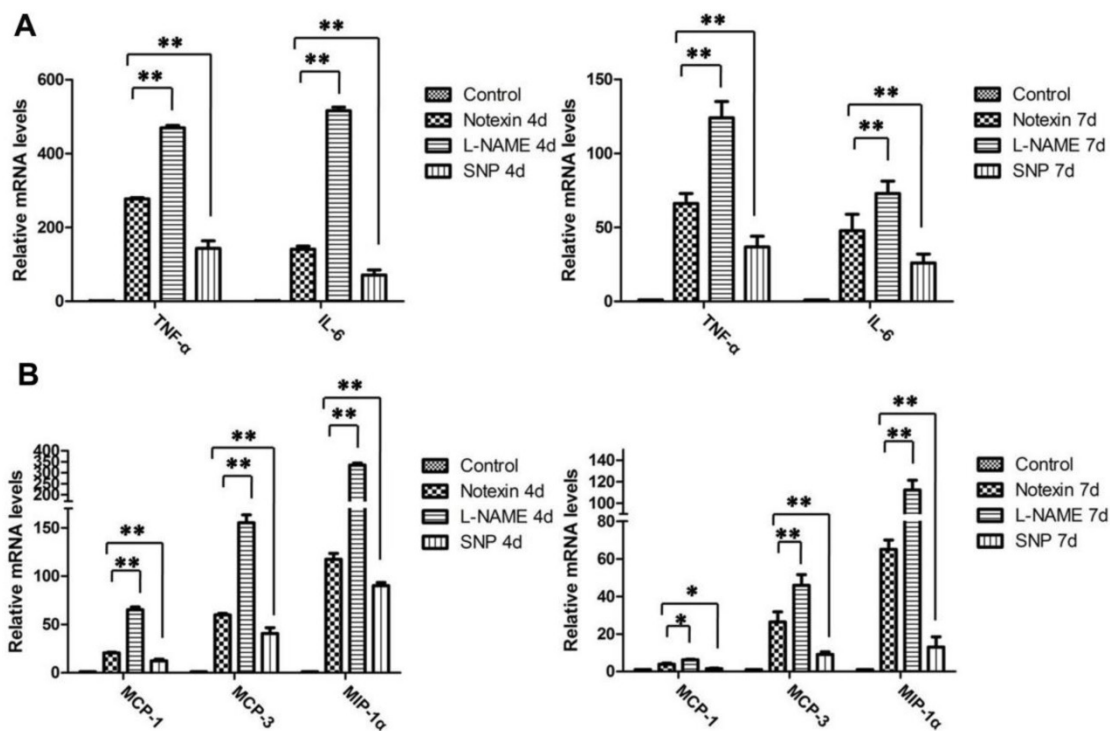 A
Relative mRNA levels
600
400
200
0
**
**
**
**
TNF-α
IL-6
Control
Notexin 4d
L-NAME 4d
SNP 4d
Relative mRNA levels
150
100
50
0
**
**
**
**
TNF-α
IL-6
Control
Notexin 7d
L-NAME 7d
SNP 7d
B
Relative mRNA levels
400
350
300
250
200
150
100
50
0
**
**
**
**
**
**
MCP-1
MCP-3
MIP-1α
Control
Notexin 4d
L-NAME 4d
SNP 4d
Relative mRNA levels
140
120
100
80
60
40
20
0
*
*
**
**
**
**
MCP-1
MCP-3
MIP-1α
Control
Notexin 7d
L-NAME 7d
SNP 7d